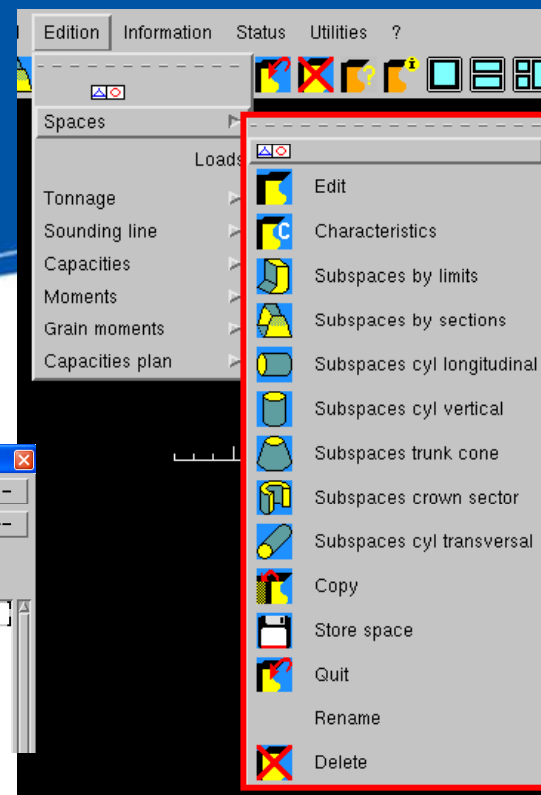 Edition Information Status Utilities ?
Spaces
Loads
Tonnage
Sounding line
Capacities
Moments
Grain moments
Capacities plan
Edit
Characteristics
Subspaces by limits
Subspaces by sections
Subspaces cyl longitudinal
Subspaces cyl vertical
Subspaces trunk cone
Subspaces crown sector
Subspaces cyl transversal
Copy
Store space
Quit
Rename
Delete